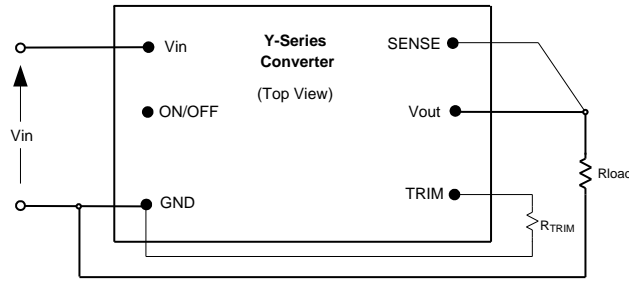 Y-Series
Converter
(Top View)
Vin
SENSE
ON/OFF
Vout
Vin
Rload
GND
TRIM
RTRIM